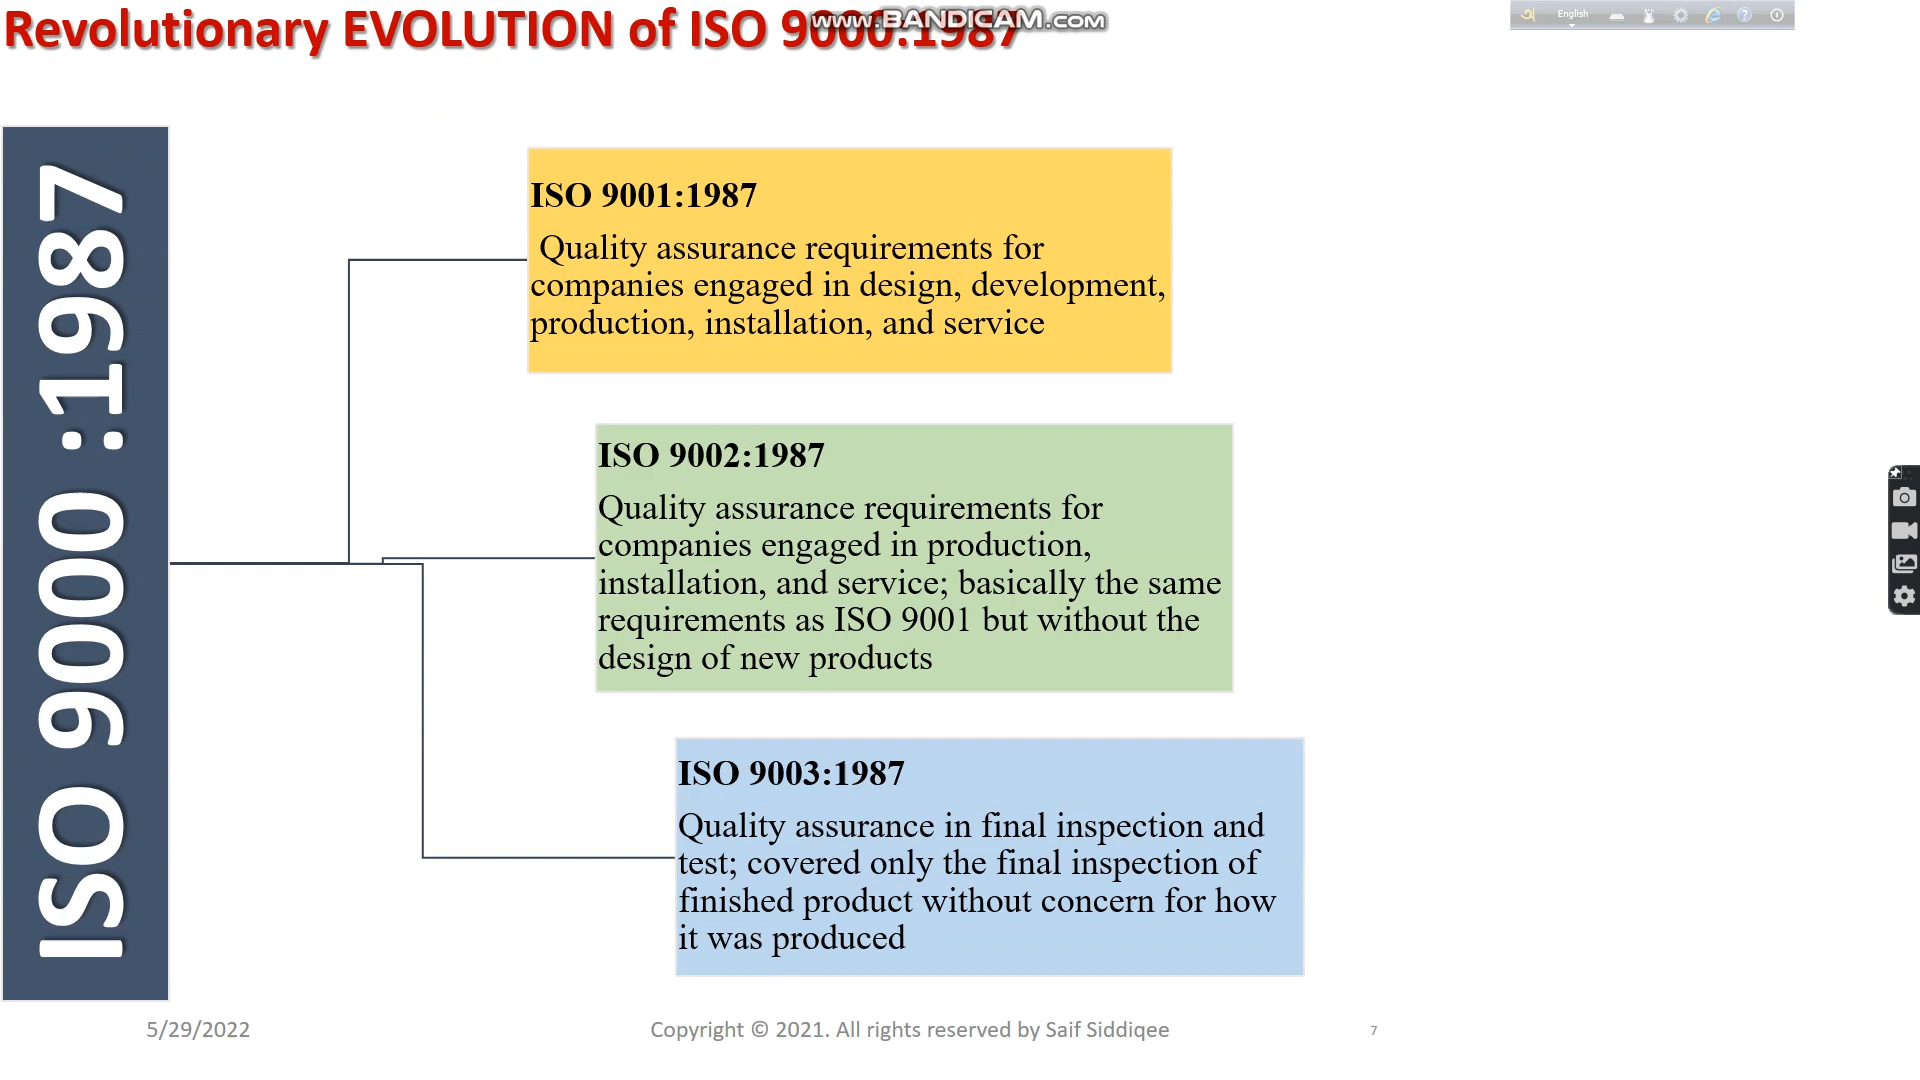 Revolutionary EVOLUTION of ISO 9000:1987
www.BANDICAM.com
English
ISO 9000 :1987
ISO 9001:1987
Quality assurance requirements for
companies engaged in design, development,
production, installation, and service
ISO 9002:1987
Quality assurance requirements for
companies engaged in production,
installation, and service; basically the same
requirements as ISO 9001 but without the
design of new products
ISO 9003:1987
Quality assurance in final inspection and
test; covered only the final inspection of
finished product without concern for how
it was produced
5/29/2022
Copyright © 2021. All rights reserved by Saif Siddiqee
7